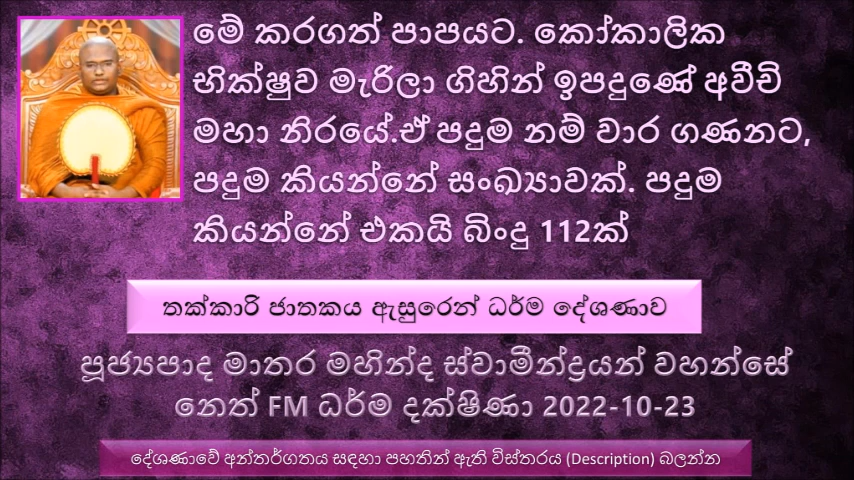 මේ කරගත් පාපයට. කෝකාලික
භික්ෂුව මැරිලා ගිහින් ඉපදුණේ අවීචි
මහා නිරයේ.ඒ පදුම නම් වාර ගණනට,
පදුම කියන්නේ සංඛ්‍යාවක්. පදුම
කියන්නේ එකයි බිංදු 112ක්
තක්කාරි ජාතකය ඇසුරෙන් ධර්ම දේශණාව
පූජ්‍යපාද මාතර මහින්ද ස්වාමීන්ද්‍රයන් වහන්සේ
නෙත් FM ධර්ම දක්ෂිණා 2022-10-23
දේශණාවේ අන්තර්ගතය සඳහා පහතින් ඇති විස්තරය (Description) බලන්න